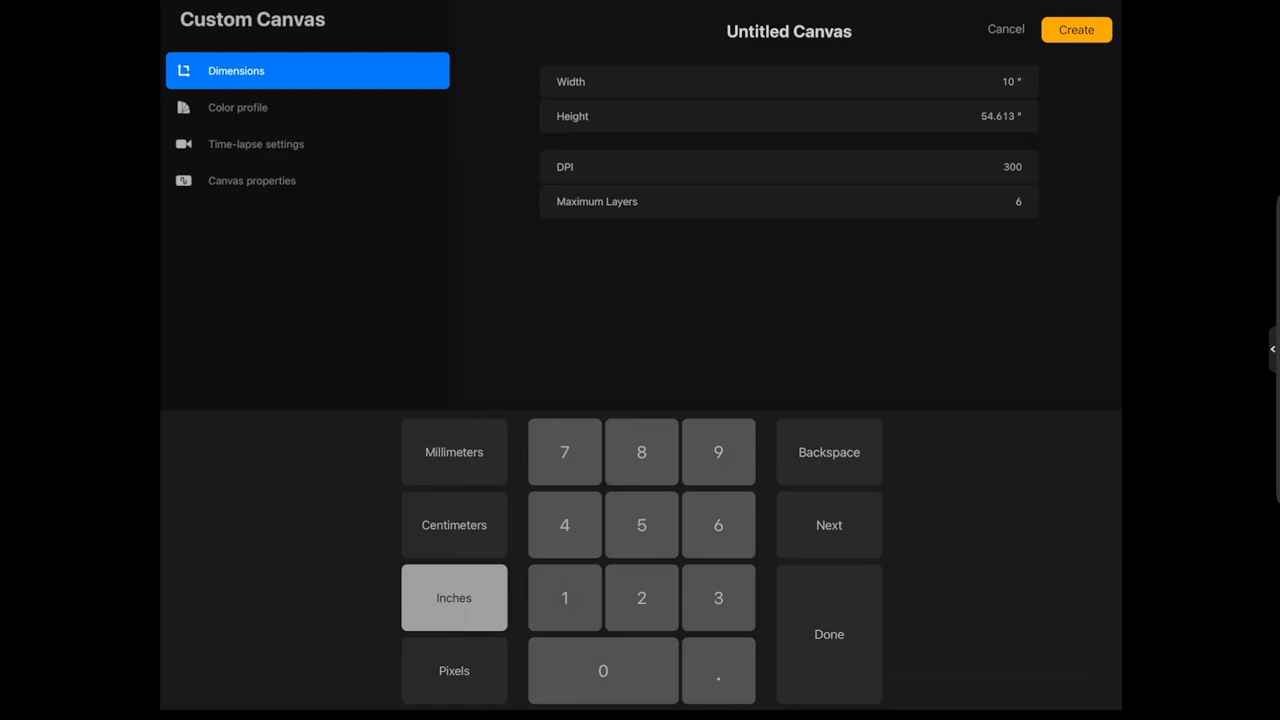 Custom Canvas
Untitled Canvas
Cancel
Create
Dimensions
Color profile
Time-lapse settings
Canvas properties
Width 10 "
Height 54.613 "
DPI 300
Maximum Layers 6
Millimeters 7 8 9 Backspace
Centimeters 4 5 6 Next
Inches 1 2 3
Done
Pixels 0 .